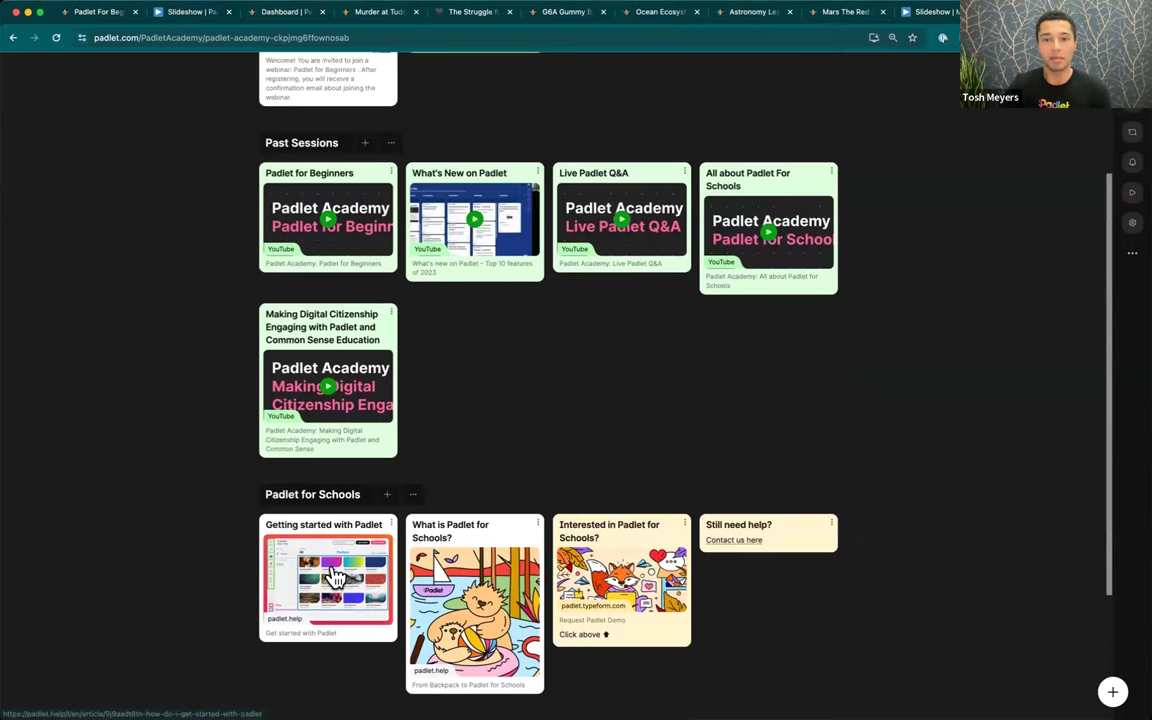 Padlet For Beg
Slideshow | Pa
Dashboard | Pa
Murder at Tudo
The Struggle f
G6A Gummy B
Ocean Ecosyst
Astronomy Le
Mars The Red
Slideshow | M
padlet.com/PadletAcademy/padlet-academy-ckpjmg6ffownosab
Tosh Meyers
Padlet
Welcome! You are invited to join a
webinar: Padlet for Beginners . After
registering, you will receive a
confirmation email about joining the
webinar.
Past Sessions
Padlet for Beginners
Padlet Academy
Padlet for Beginn
YouTube
Padlet Academy: Padlet for Beginners
What's New on Padlet
YouTube
What's new on Padlet - Top 10 features
of 2023
Live Padlet Q&A
Padlet Academy
Live Padlet Q&A
YouTube
Padlet Academy: Live Padlet Q&A
All about Padlet For
Schools
Padlet Academy
Padlet for Schoo
YouTube
Padlet Academy: All about Padlet for
Schools
Making Digital Citizenship
Engaging with Padlet and
Common Sense Education
Padlet Academy
Making Digital
Citizenship Enga
YouTube
Padlet Academy: Making Digital
Citizenship Engaging with Padlet and
Common Sense
Padlet for Schools
Getting started with Padlet
padlet.help
Get started with Padlet
What is Padlet for
Schools?
padlet.help
From Backpack to Padlet for Schools
Interested in Padlet for
Schools?
padlet.typeform.com
Request Padlet Demo
Click above
Still need help?
Contact us here